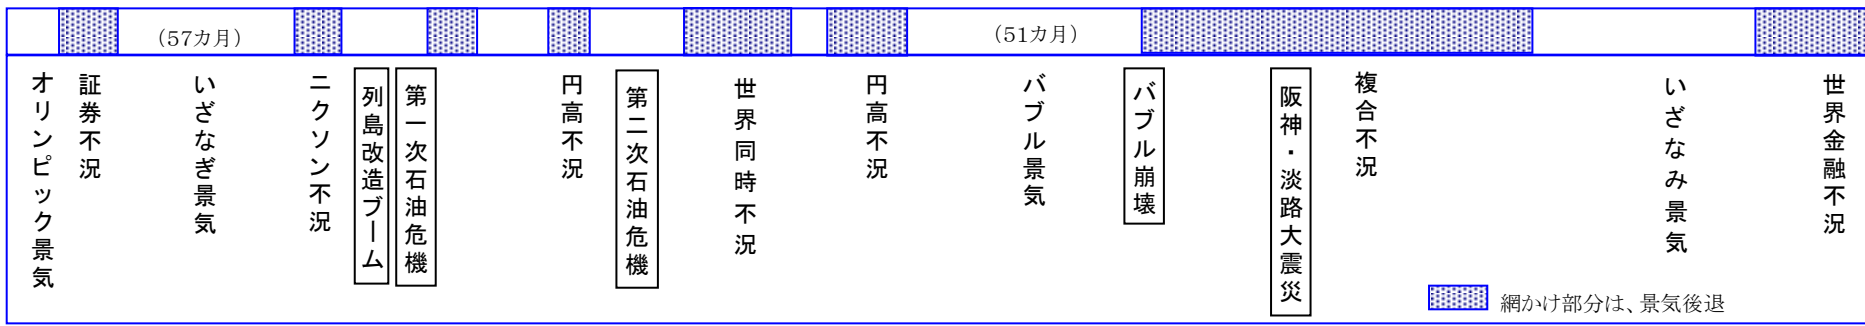 （57カ月）
（51カ月）
オリンピック景気
証券不況
いざなぎ景気
ニクソン不況
列島改造ブーム
第一次石油危機
円高不況
第二次石油危機
世界同時不況
円高不況
バブル景気
バブル崩壊
阪神・淡路大震災
複合不況
いざなみ景気
世界金融不況
網かけ部分は、景気後退